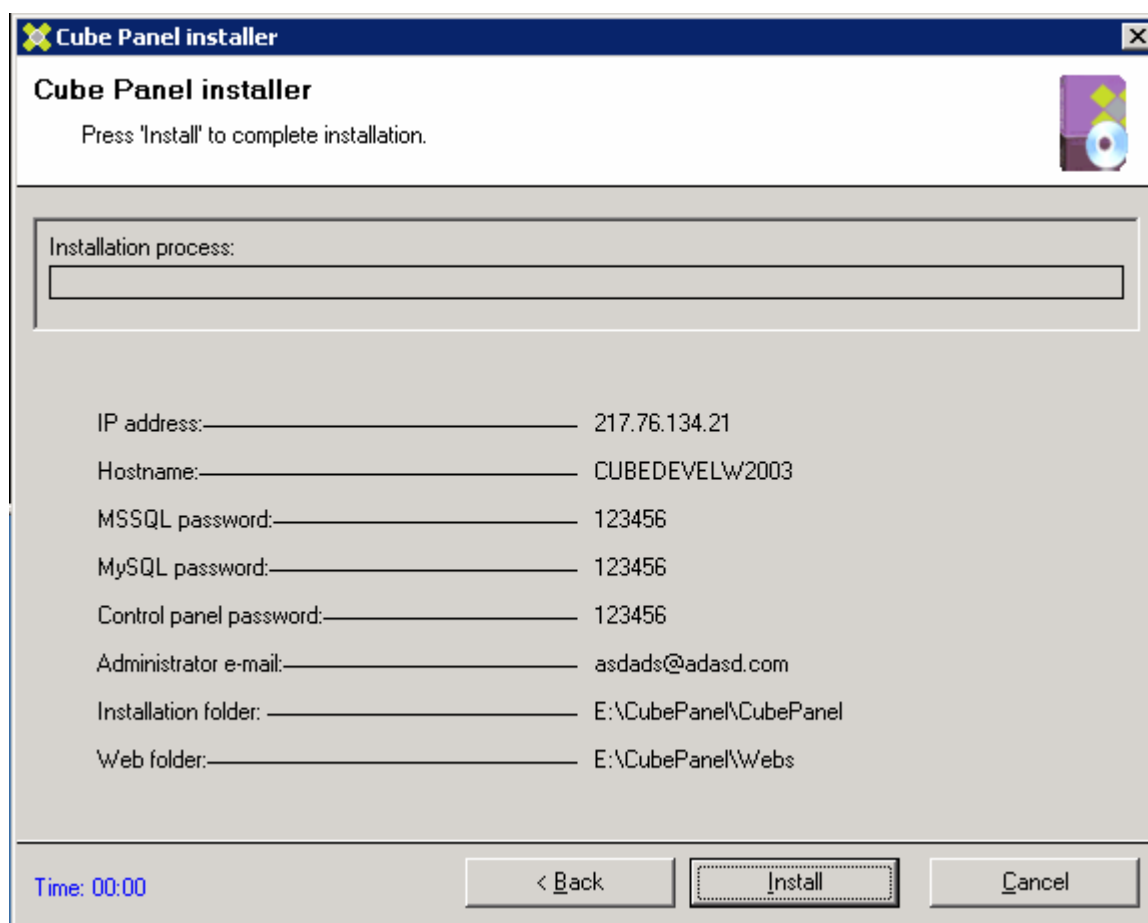 Cube Panel installer
Cube Panel installer
Press 'Install' to complete installation.
Installation process:
IP address: 217.76.134.21
Hostname: CUBEDEVELW2003
MSSQL password: 123456
MySQL password: 123456
Control panel password: 123456
Administrator e-mail: asdads@adasd.com
Installation folder: E:\CubePanel\CubePanel
Web folder: E:\CubePanel\Webs
Time: 00:00 < Back Install Cancel